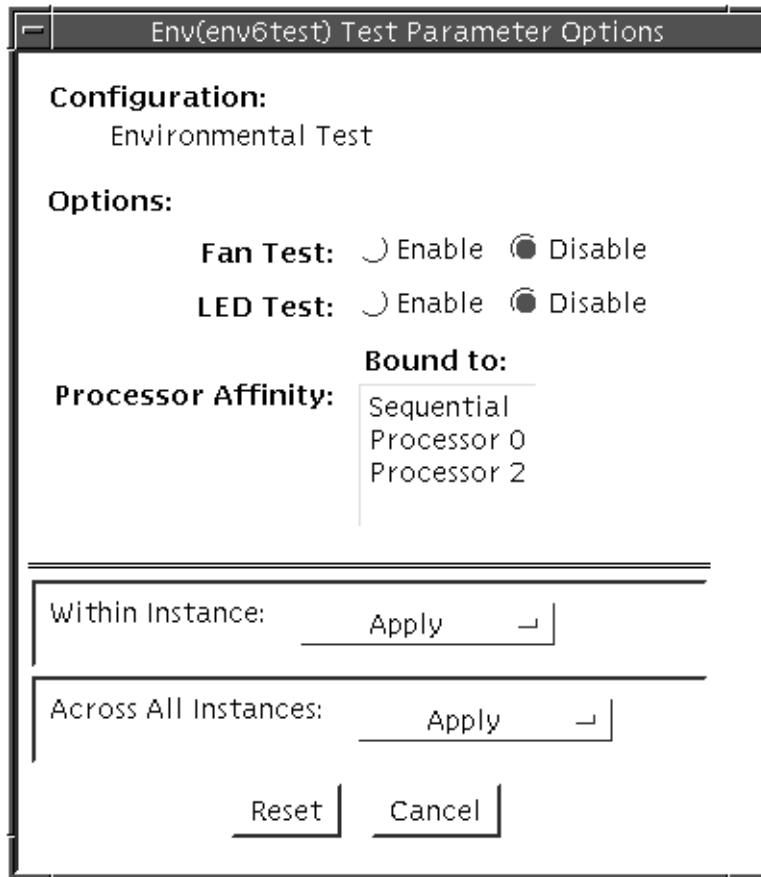 Env(env6test) Test Parameter Options
Configuration:
Environmental Test
Options:
Fan Test: Enable Disable
LED Test: Enable Disable
Bound to:
Processor Affinity:
Sequential
Processor 0
Processor 2
Within Instance: Apply
Across All Instances: Apply
Reset Cancel